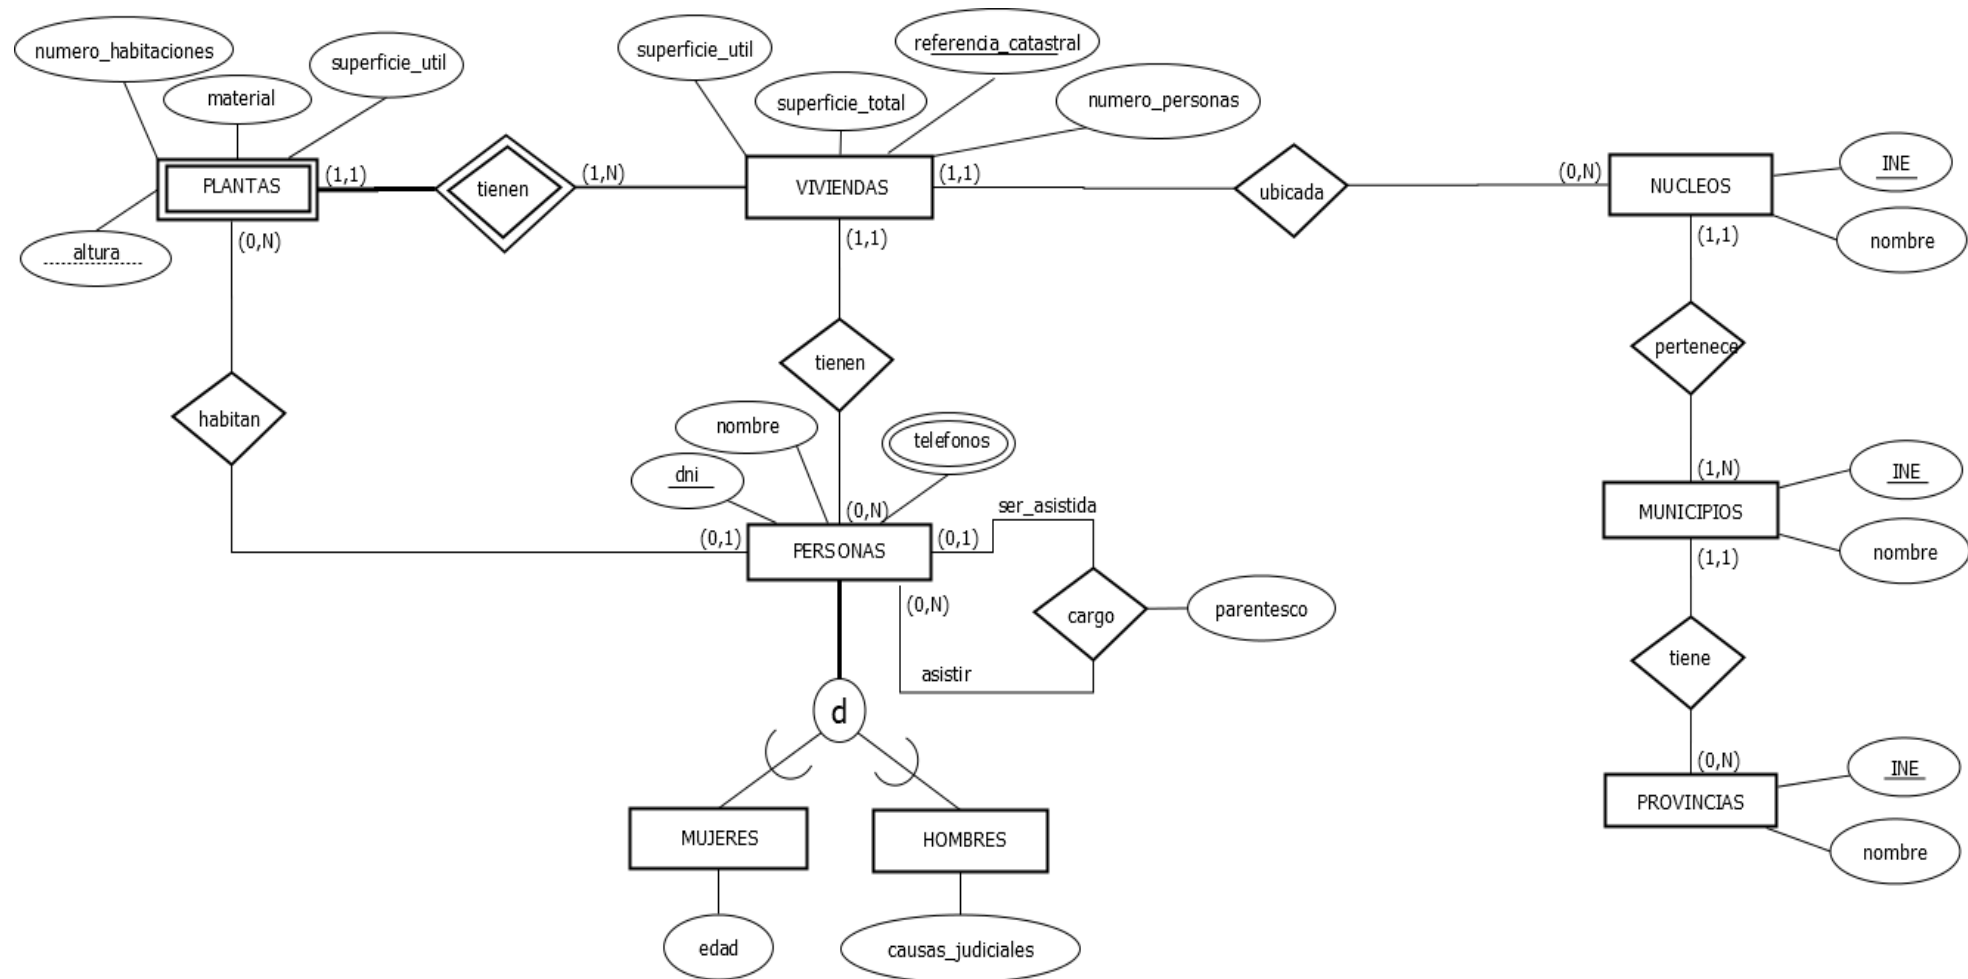 numero_habitaciones
material
superficie_util
superficie_util
superficie_total
referencia_catastral
numero_personas
PLANTAS
(1,1)
tienen
(1,N)
VIVIENDAS
(1,1)
ubicada
(0,N)
NUCLEOS
INE
nombre
altura
(0,N)
(1,1)
(1,1)
habitan
tienen
pertenece
nombre
telefonos
dni
(0,N)
(0,1)
PERSONAS
(0,1)
ser_asistida
(0,N)
asistir
cargo
parentesco
(1,N)
MUNICIPIOS
INE
nombre
(1,1)
tiene
(0,N)
PROVINCIAS
INE
nombre
d
MUJERES
HOMBRES
edad
causas_judiciales